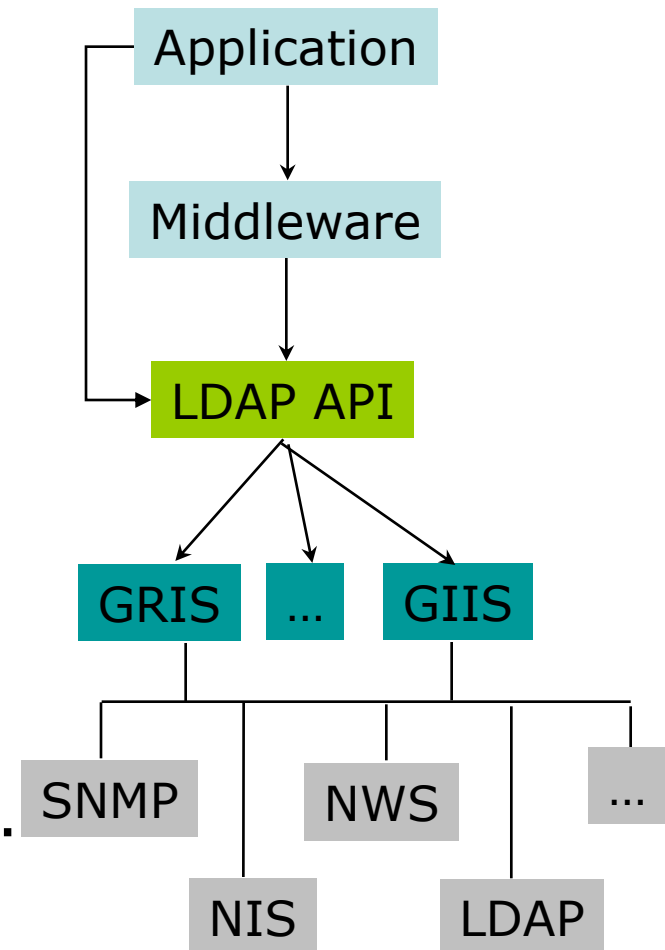 Application
Middleware
LDAP API
GRIS ... GIIS
. SNMP NWS ...
NIS LDAP